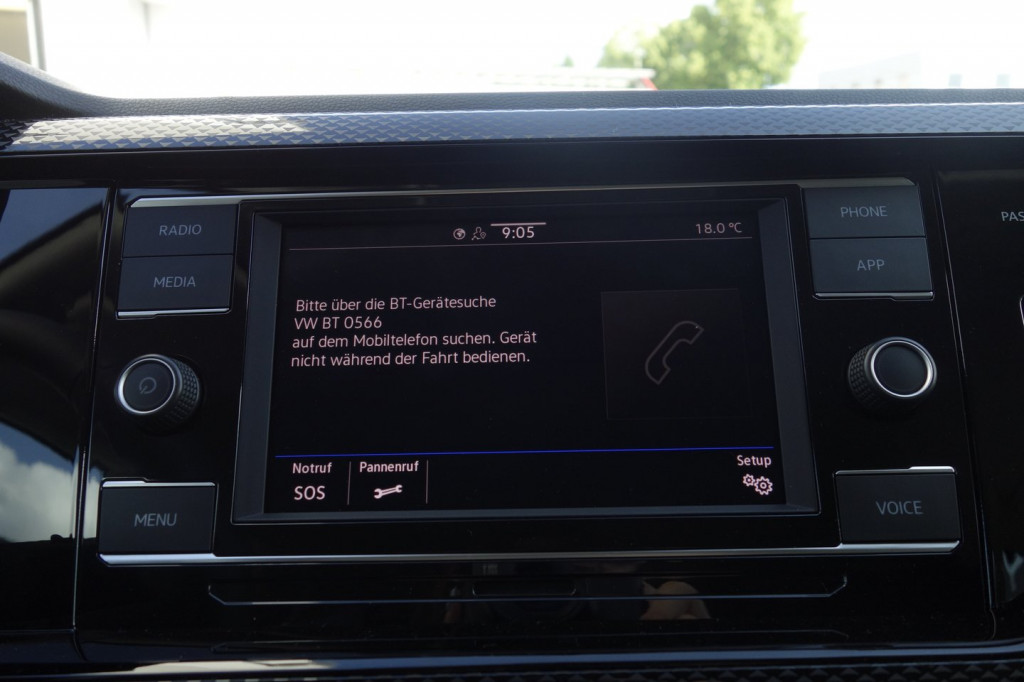 RADIO
MEDIA
MENU
9:05
18.0 °C
Bitte über die BT-Gerätesuche
VW BT 0566
auf dem Mobiltelefon suchen. Gerät
nicht während der Fahrt bedienen.
Notruf
SOS
Pannenruf
Setup
PHONE
APP
VOICE
PAS